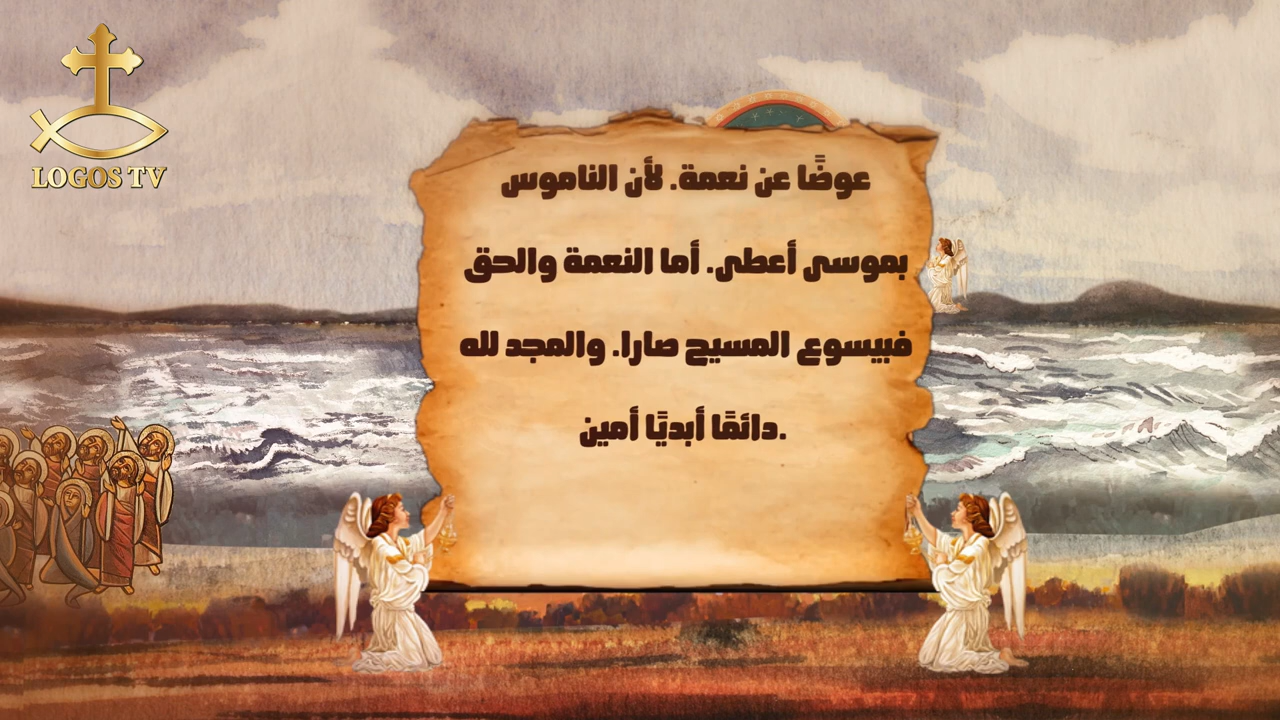 LOGOS TV
عوضًا عن نعمة. لأن الناموس
بموسى أعطى. أما النعمة والحق
فبيسوع المسيح صارا. والمجد لله
دائمًا أبديًا أمين.